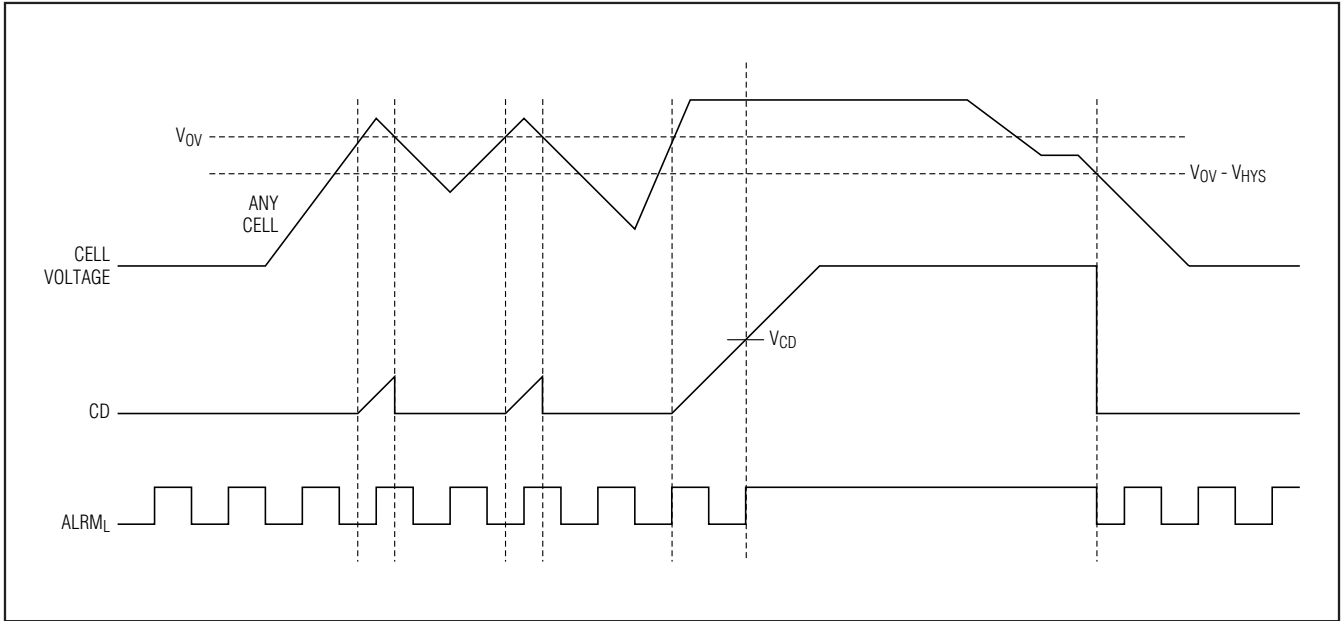 V_OV
V_OV - V_HYS
ANY
CELL
CELL
VOLTAGE
V_CD
CD
ALRM_L